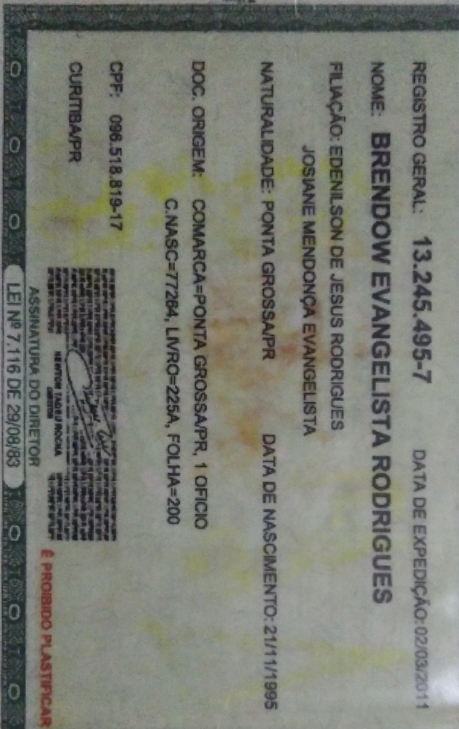 REGISTRO GERAL: 13.245.495-7 DATA DE EXPEDIÇÃO: 02/03/2011
NOME: BRENDOW EVANGELISTA RODRIGUES
FILIAÇÃO: EDENILSON DE JESUS RODRIGUES
JOSIANE MENDONÇA EVANGELISTA
NATURALIDADE: PONTA GROSSA/PR DATA DE NASCIMENTO: 21/11/1995
DOC. ORIGEM: COMARCA=PONTA GROSSA/PR, 1 OFICIO
C.NASC=77264, LIVRO=225A, FOLHA=200
CPF: 096.518.819-17
CURITIBA/PR
ASSINATURA DO DIRETOR
É PROIBIDO PLASTIFICAR
LEI Nº 7.116 DE 29/08/83